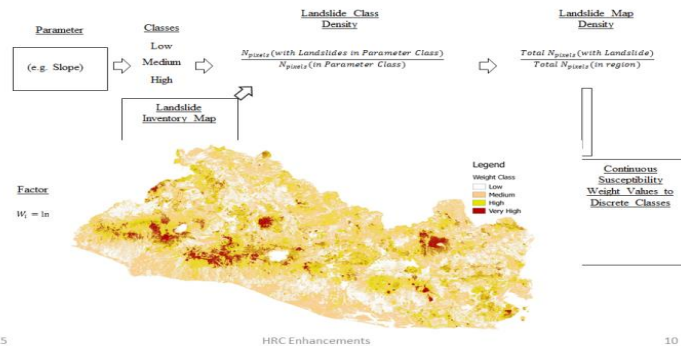 Parameter
(e.g. Slope)
Classes
Low
Medium
High
Landslide Class
Density
N_pixels(with Landslides in Parameter Class)
N_pixels(in Parameter Class)
Landslide Map
Density
Total N_pixels(with Landslide)
Total N_pixels(in region)
Landslide
Inventory Map
Factor
W_i = ln
Legend
Weight Class
Low
Medium
High
Very High
Continuous
Susceptibility
Weight Values to
Discrete Classes
5
HRC Enhancements
10